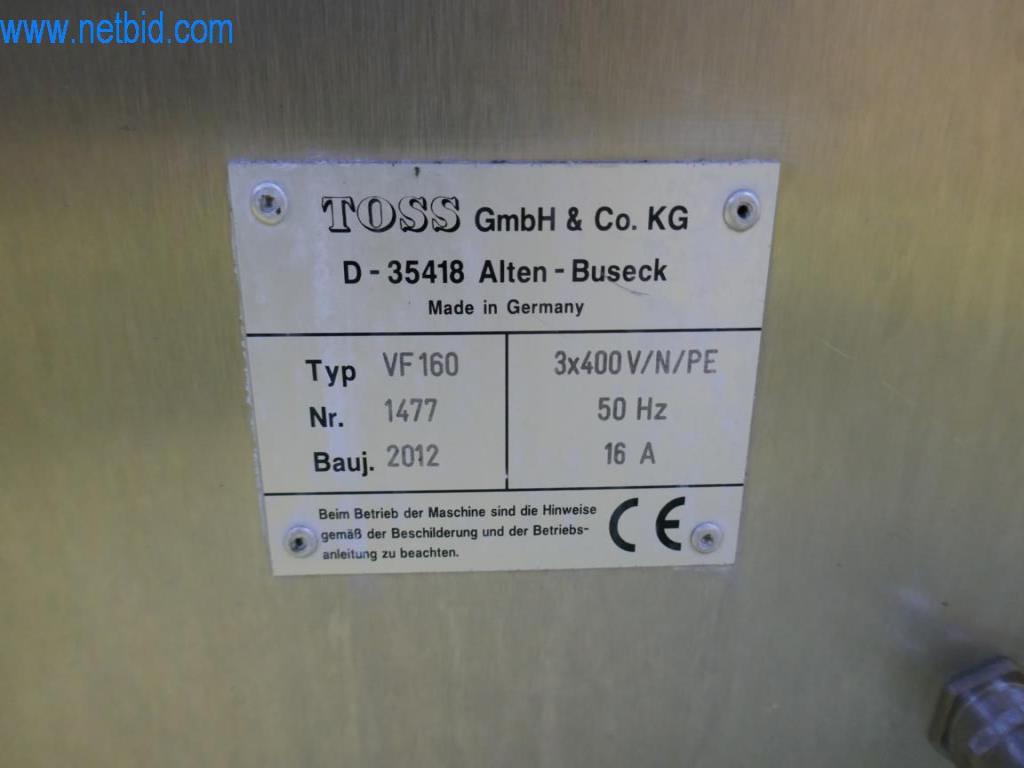 www.netbid.com
TOSS GmbH & Co. KG
D - 35418 Alten - Buseck
Made in Germany
Typ VF 160 3x400 V/N/PE
Nr. 1477 50 Hz
Bauj. 2012 16 A
Beim Betrieb der Maschine sind die Hinweise
gemäß der Beschilderung und der Betriebs-
anleitung zu beachten.
CE